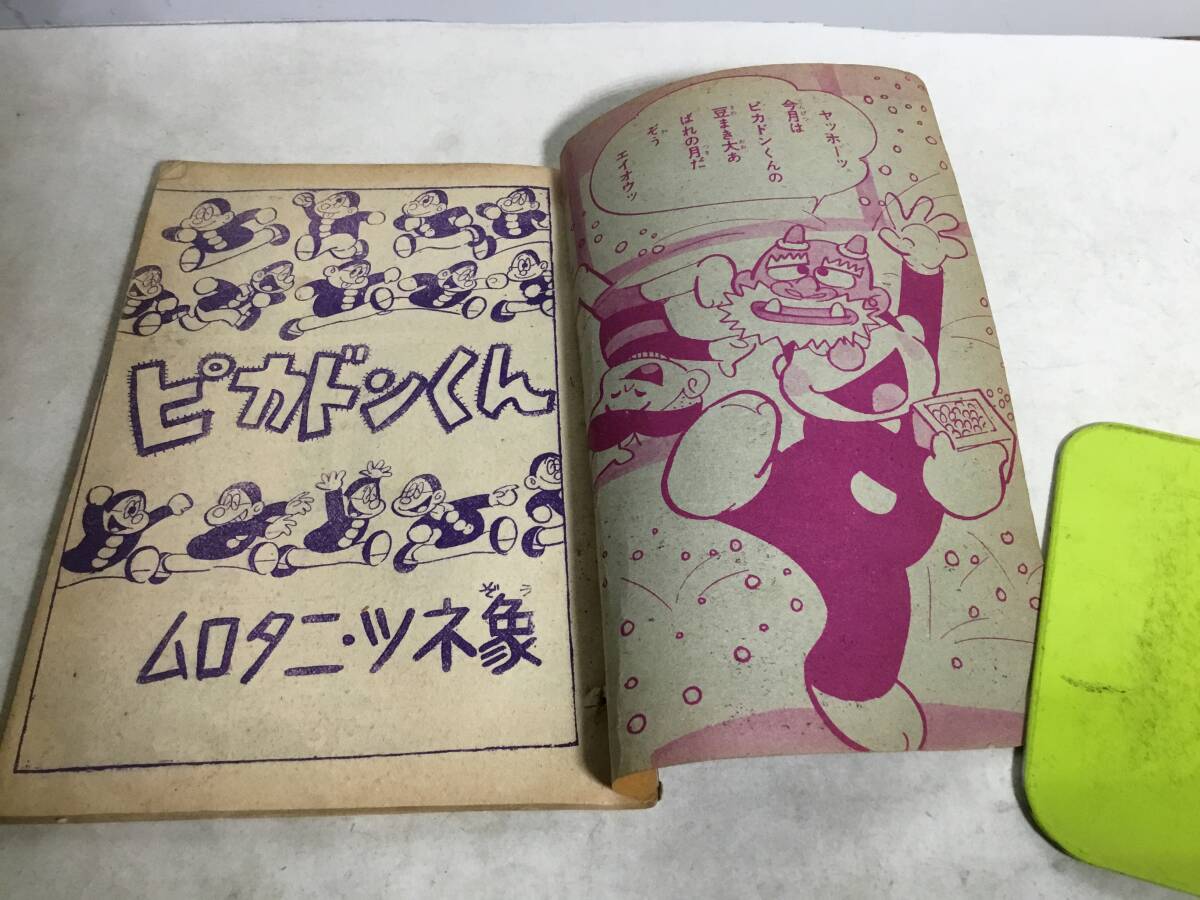 ヤッホーッ
今月は
ピカドンくんの
豆まき大あ
ばれの月だ
ぞう
エイオウッ
ピカドンくん
ムロタニ・ツネ象